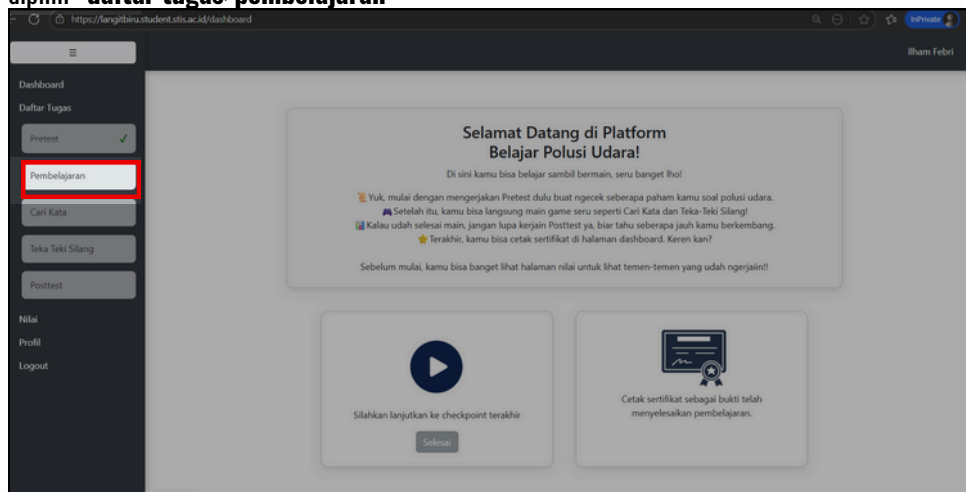 dipilih "daftar tugas/pembelajaran"
https://langitbiru.student.stis.ac.id/dashboard
InPrivate
Ilham Febri
Dashboard
Daftar Tugas
Pretest
Pembelajaran
Cari Kata
Teka Teki Silang
Posttest
Nilai
Profil
Logout
Selamat Datang di Platform
Belajar Polusi Udara!
Di sini kamu bisa belajar sambil bermain, seru banget lho!
Yuk, mulai dengan mengerjakan Pretest dulu buat ngecek seberapa paham kamu soal polusi udara.
Setelah itu, kamu bisa langsung main game seru seperti Cari Kata dan Teka-Teki Silang!
Kalau udah selesai main, jangan lupa kerjain Posttest ya, biar tahu seberapa jauh kamu berkembang.
Terakhir, kamu bisa cetak sertifikat di halaman dashboard. Keren kan?
Sebelum mulai, kamu bisa banget lihat halaman nilai untuk lihat temen-temen yang udah ngerjaiin!!
Silahkan lanjutkan ke checkpoint terakhir
Selesai
Cetak sertifikat sebagai bukti telah
menyelesaikan pembelajaran.